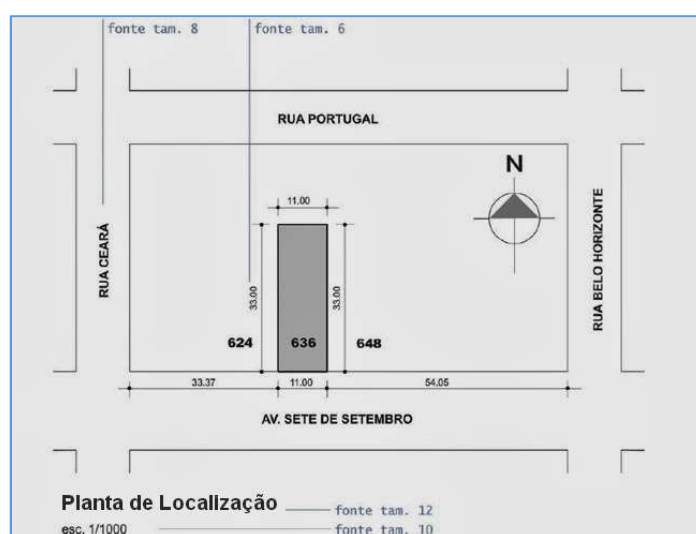 fonte tam. 8
fonte tam. 6
RUA PORTUGAL
N
11.00
RUA CEARÁ
33.00
33.00
RUA BELO HORIZONTE
624
636
648
33.37
11.00
54.05
AV. SETE DE SETEMBRO
Planta de Localização
fonte tam. 12
esc. 1/1000
fonte tam. 10